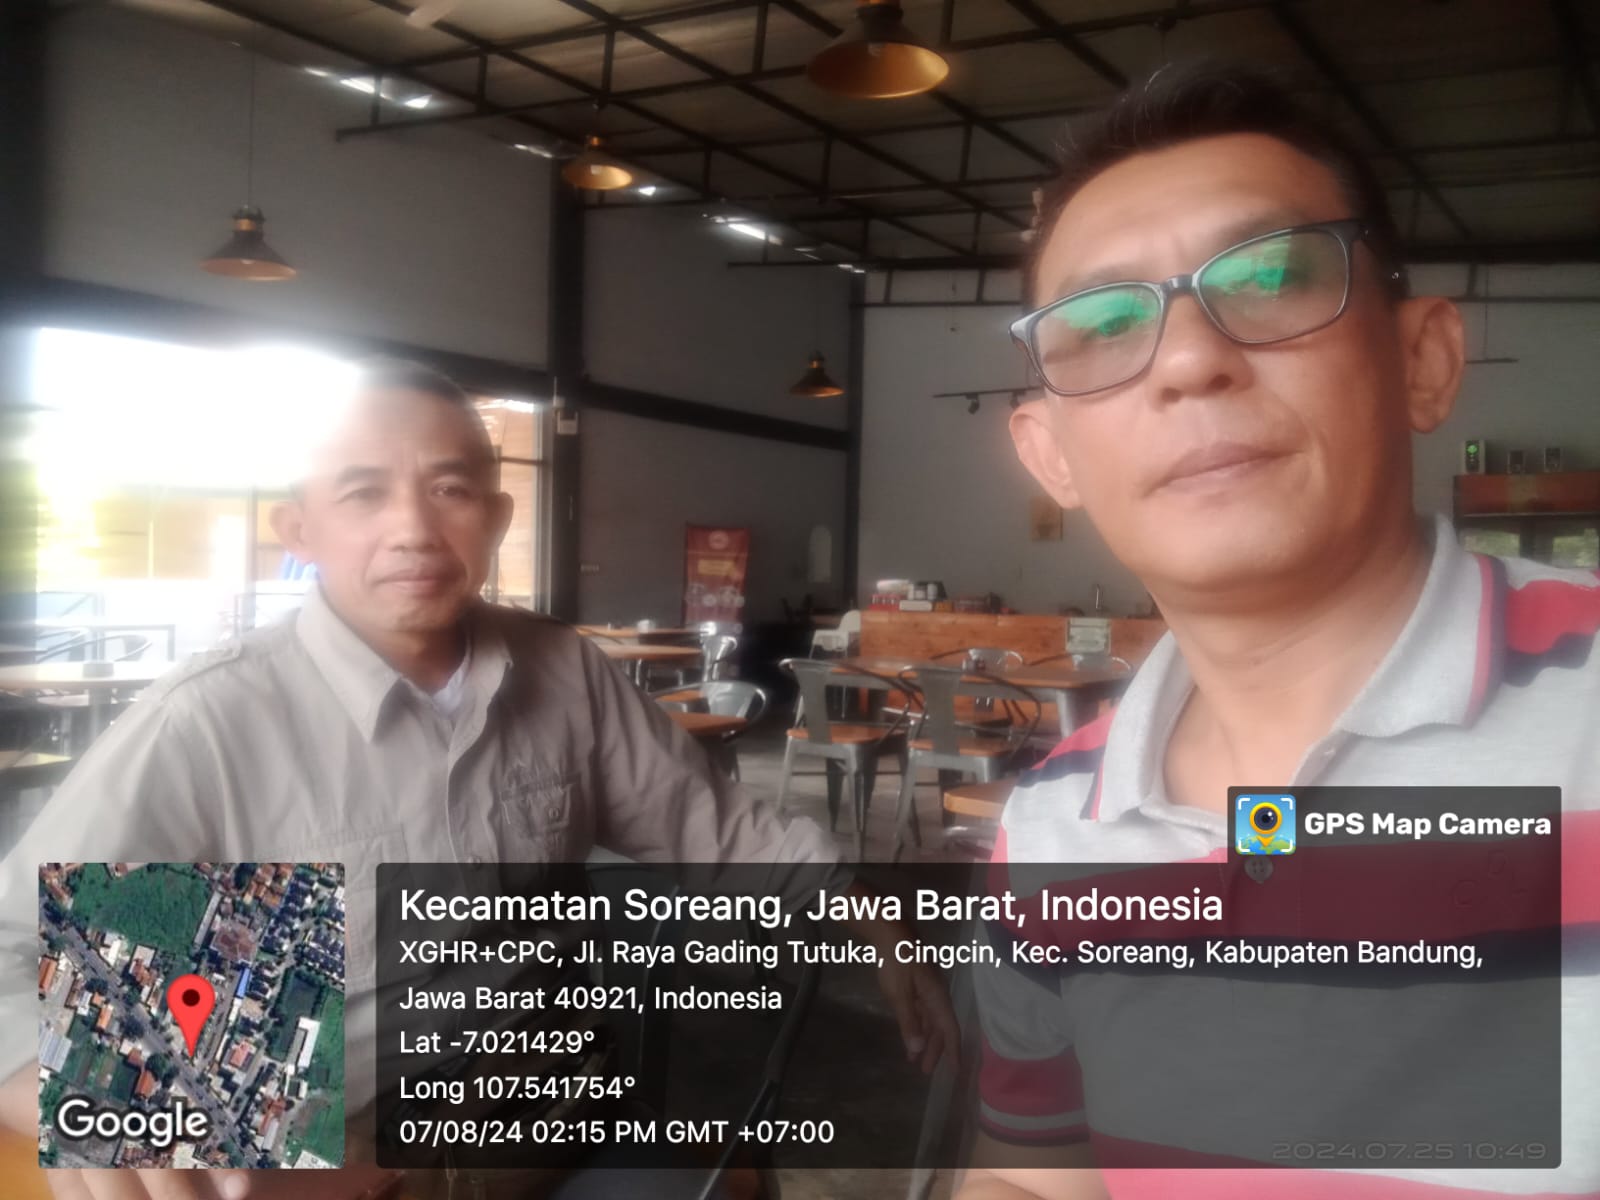 GPS Map Camera
Kecamatan Soreang, Jawa Barat, Indonesia
XGHR+CPC, Jl. Raya Gading Tutuka, Cingcin, Kec. Soreang, Kabupaten Bandung,
Jawa Barat 40921, Indonesia
Lat -7.021429°
Long 107.541754°
07/08/24 02:15 PM GMT +07:00
Google
2024.07.25 10:49